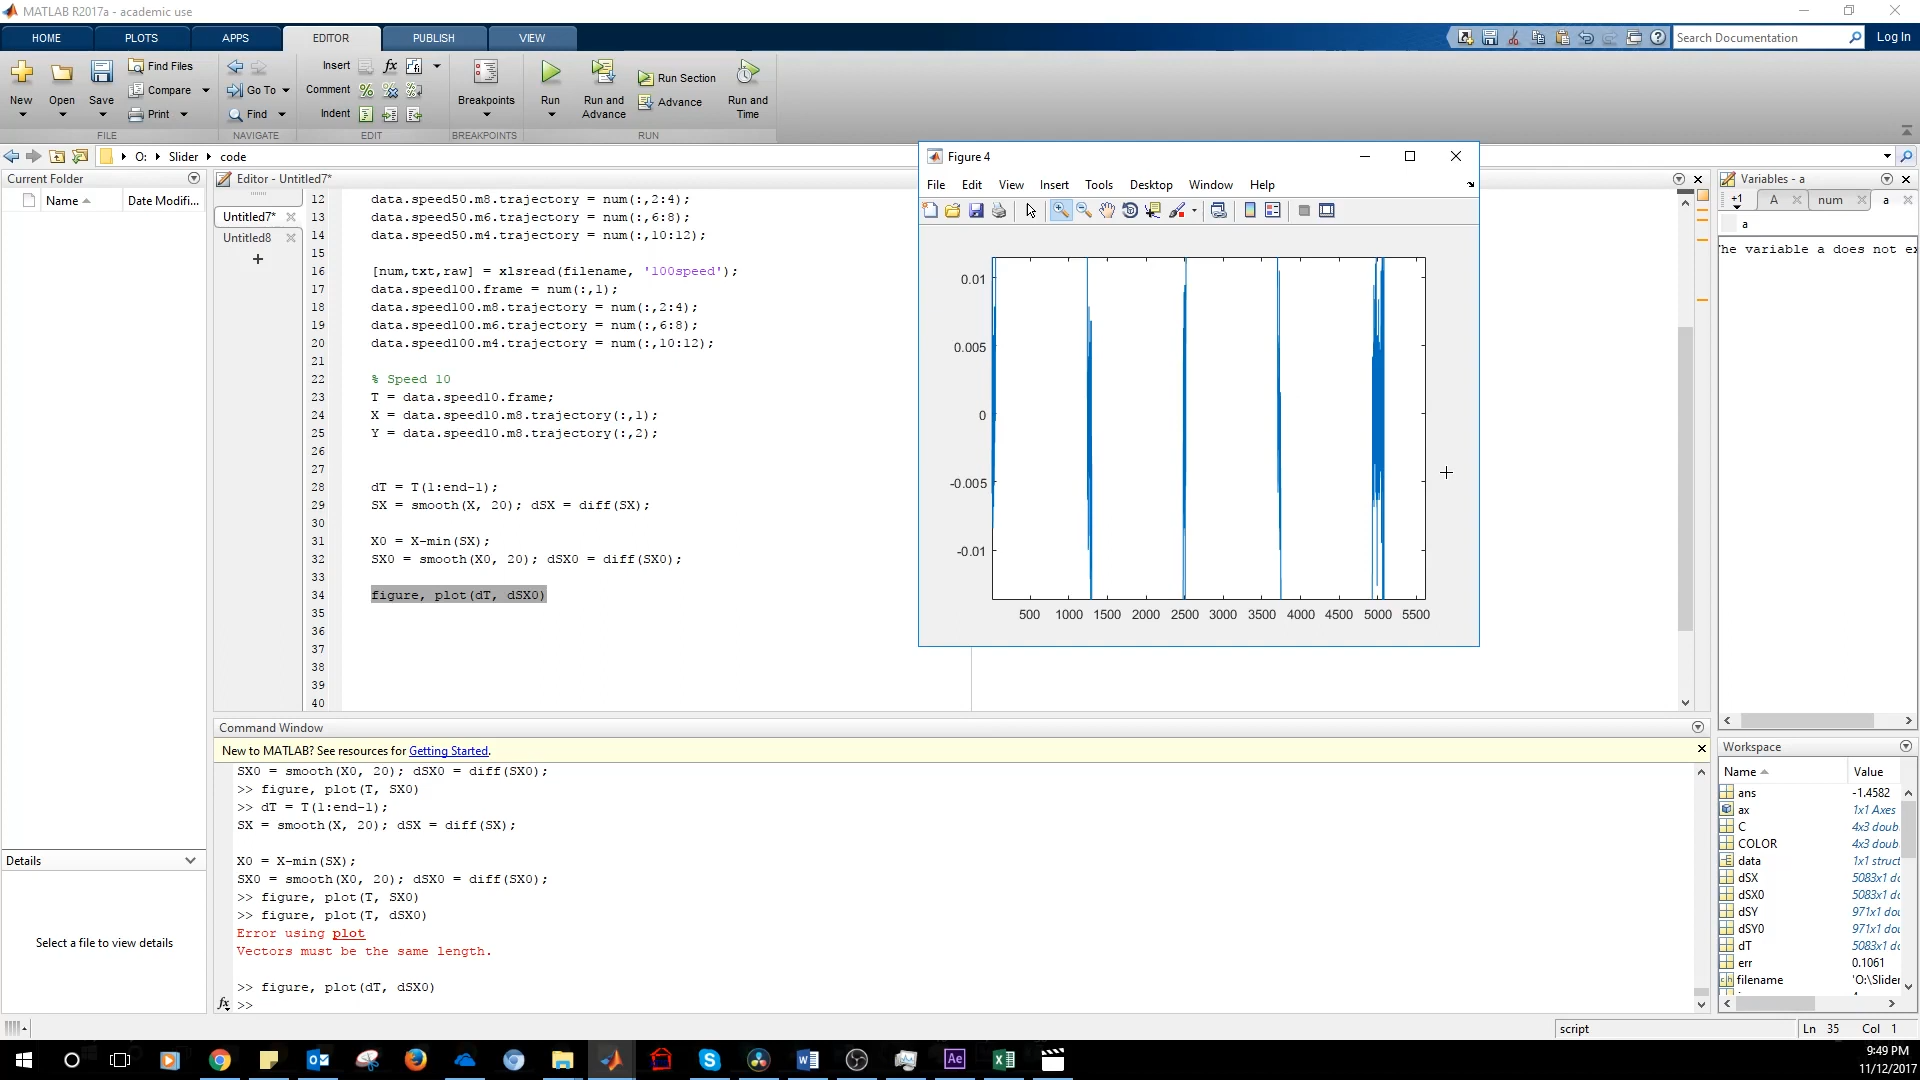 MATLAB R2017a - academic use
HOME PLOTS APPS EDITOR PUBLISH VIEW
Search Documentation
Log In
New Open Save
Find Files
Compare
Print
FILE
Go To
Find
NAVIGATE
Insert fx
Comment
Indent
EDIT
Breakpoints
BREAKPOINTS
Run
Run and Advance
Run Section
Advance
Run and Time
RUN
O: Slider code
Current Folder
Name Date Modifi...
Details
Select a file to view details
Editor - Untitled7*
Untitled7*
Untitled8
12 data.speed50.m8.trajectory = num(:,2:4);
13 data.speed50.m6.trajectory = num(:,6:8);
14 data.speed50.m4.trajectory = num(:,10:12);
15
16 [num,txt,raw] = xlsread(filename, '100speed');
17 data.speed100.frame = num(:,1);
18 data.speed100.m8.trajectory = num(:,2:4);
19 data.speed100.m6.trajectory = num(:,6:8);
20 data.speed100.m4.trajectory = num(:,10:12);
21
22 % Speed 10
23 T = data.speed10.frame;
24 X = data.speed10.m8.trajectory(:,1);
25 Y = data.speed10.m8.trajectory(:,2);
26
27
28 dT = T(1:end-1);
29 SX = smooth(X, 20); dSX = diff(SX);
30
31 X0 = X-min(SX);
32 SX0 = smooth(X0, 20); dSX0 = diff(SX0);
33
34 figure, plot(dT, dSX0)
35
36
37
38
39
40
Figure 4
File Edit View Insert Tools Desktop Window Help
0.01
0.005
0
-0.005
-0.01
500 1000 1500 2000 2500 3000 3500 4000 4500 5000 5500
Variables - a
A num a
a
he variable a does not ex
Command Window
New to MATLAB? See resources for Getting Started.
SX0 = smooth(X0, 20); dSX0 = diff(SX0);
>> figure, plot(T, SX0)
>> dT = T(1:end-1);
SX = smooth(X, 20); dSX = diff(SX);
X0 = X-min(SX);
SX0 = smooth(X0, 20); dSX0 = diff(SX0);
>> figure, plot(T, SX0)
>> figure, plot(T, dSX0)
Error using plot
Vectors must be the same length.
>> figure, plot(dT, dSX0)
fx >>
Workspace
Name Value
ans -1.4582
ax 1x1 Axes
C 4x3 doub
COLOR 4x3 doub
data 1x1 struct
dSX 5083x1 do
dSX0 5083x1 do
dSY 971x1 dou
dSY0 971x1 dou
dT 5083x1 do
err 0.1061
filename 'O:\Slider
script
Ln 35 Col 1
9:49 PM
11/12/2017